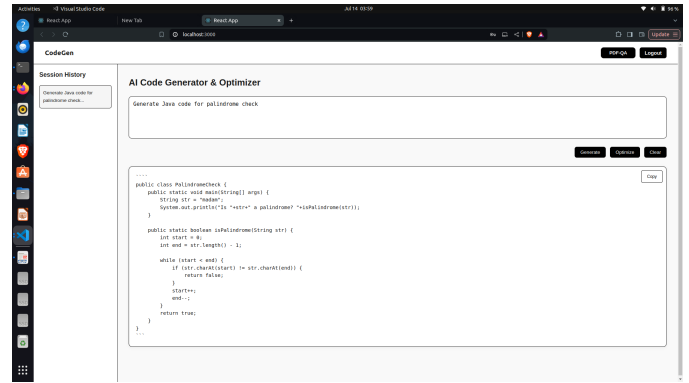 Activities
Visual Studio Code
Jul 14 03:59
96 %
React App
New Tab
React App
localhost:3000
Update
CodeGen
PDF-QA
Logout
Session History
Generate Java code for
palindrome check...
AI Code Generator & Optimizer
Generate Java code for palindrome check
Generate
Optimize
Clear
Copy
public class PalindromeCheck {
    public static void main(String[] args) {
        String str = "madam";
        System.out.println("Is "+str+" a palindrome? "+isPalindrome(str));
    }
    public static boolean isPalindrome(String str) {
        int start = 0;
        int end = str.length() - 1;
        while (start < end) {
            if (str.charAt(start) != str.charAt(end)) {
                return false;
            }
            start++;
            end--;
        }
        return true;
    }
}
```